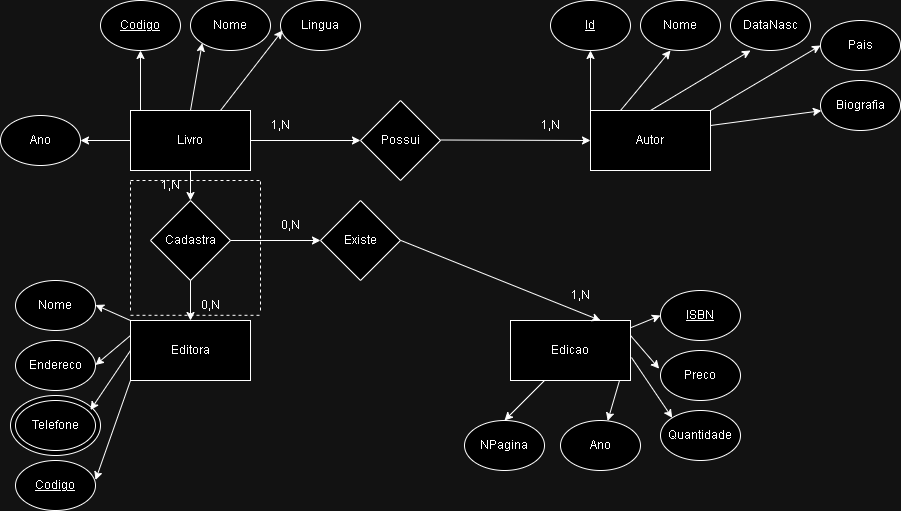 Codigo
Nome
Lingua
Id
Nome
DataNasc
Pais
Biografia
Ano
Livro
1,N
Possui
1,N
Autor
1,N
Cadastra
0,N
Existe
0,N
1,N
Nome
Endereco
Telefone
Codigo
Editora
Edicao
ISBN
Preco
Quantidade
NPagina
Ano